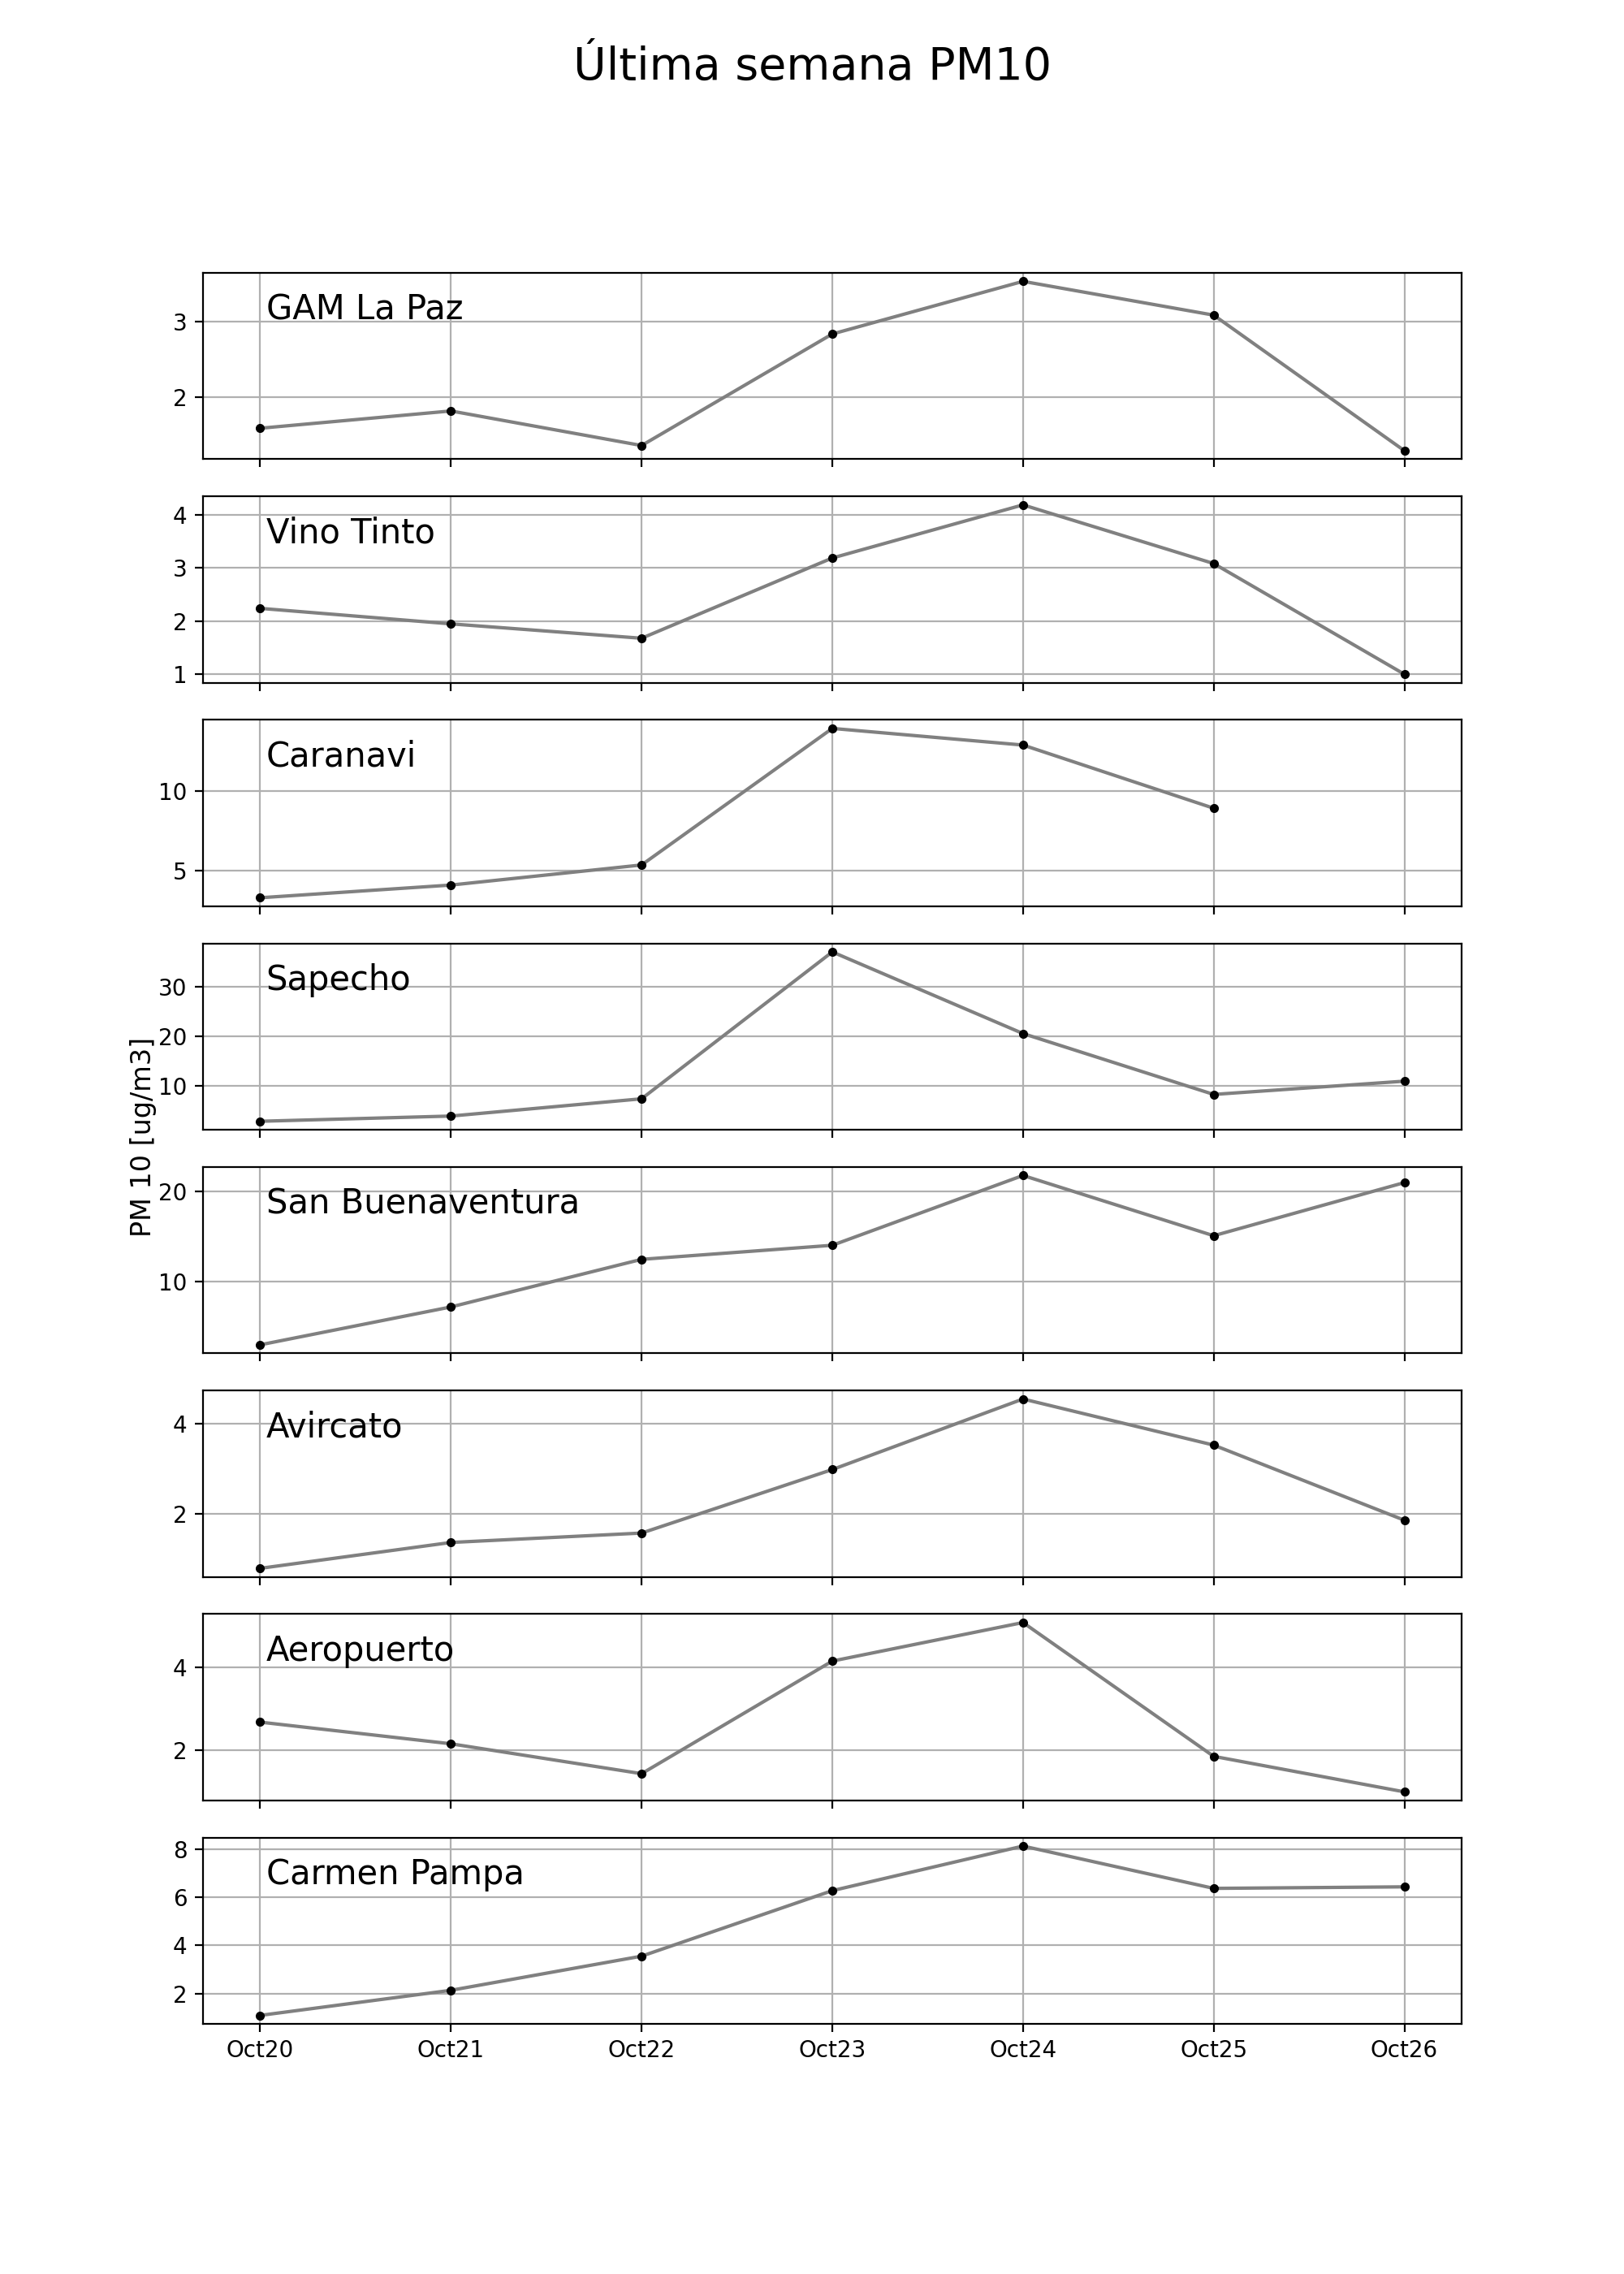 Última semana PM10
GAM La Paz
3
2
Vino Tinto
4
3
2
1
Caranavi
10
5
Sapecho
30
20
10
PM 10 [ug/m3]
San Buenaventura
20
10
Avircato
4
2
Aeropuerto
4
2
Carmen Pampa
8
6
4
2
Oct20 Oct21 Oct22 Oct23 Oct24 Oct25 Oct26